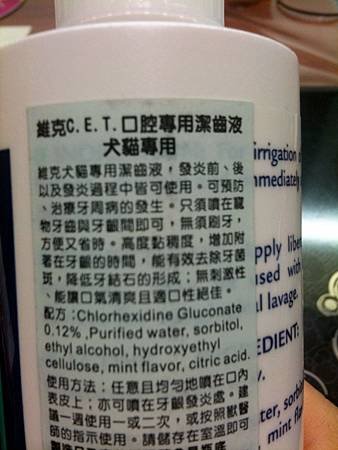 維克C.E.T.口腔專用潔齒液
犬貓專用
維克犬貓專用潔齒液，發炎前、後
以及發炎過程中皆可使用。可預防
、治療牙周病的發生。只須噴在寵
物牙齒與牙齦間即可，無須刷牙，
方便又省時。高度黏稠度，增加附
著在牙齦的時間，能有效去除牙菌
斑，降低牙結石的形成；無刺激性
、能讓口氣清爽且適口性絕佳。
配方：Chlorhexidine Gluconate
0.12%,Purified water, sorbitol,
ethyl alcohol, hydroxyethyl
cellulose, mint flavor, citric acid.
使用方法：任意且均勻地噴在口內
表皮上；亦可噴在牙齦發炎處。建
議一週使用一或二次，或按照獸醫
師的指示使用。請儲存在室溫即可
irrigation
mmediately
pply libe
used with
l lavage.
EDIENT:
ter, sorb
mint fla